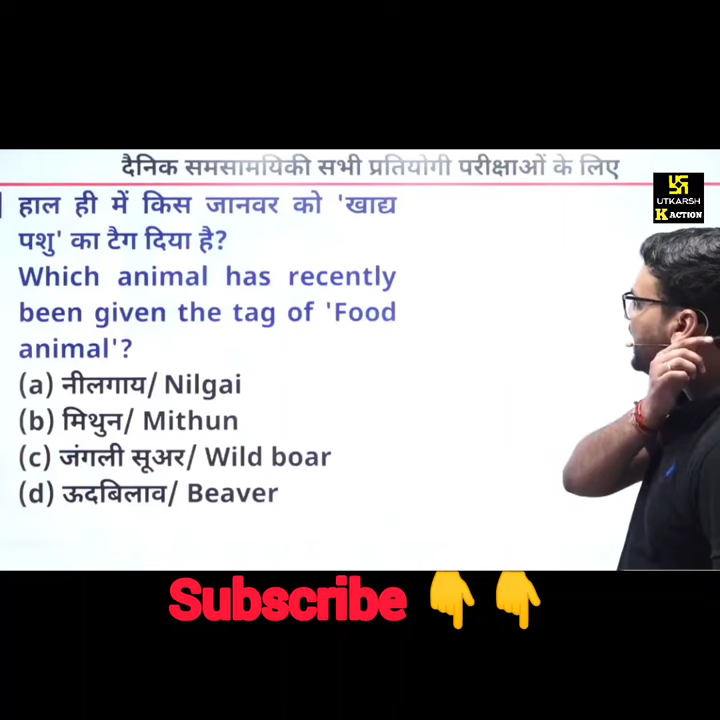 दैनिक समसामयिकी सभी प्रतियोगी परीक्षाओं के लिए
हाल ही में किस जानवर को 'खाद्य
पशु' का टैग दिया है?
Which animal has recently
been given the tag of 'Food
animal'?
(a) नीलगाय/ Nilgai
(b) मिथुन/ Mithun
(c) जंगली सूअर/ Wild boar
(d) ऊदबिलाव/ Beaver
UTKARSH
K ACTION
Subscribe